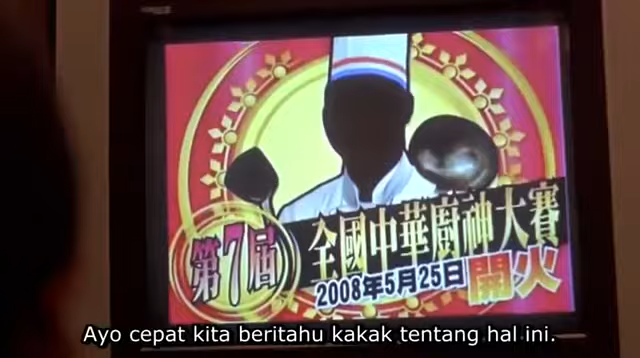 第7屆
全國中華廚神大賽
2008年5月25日 開火
Ayo cepat kita beritahu kakak tentang hal ini.